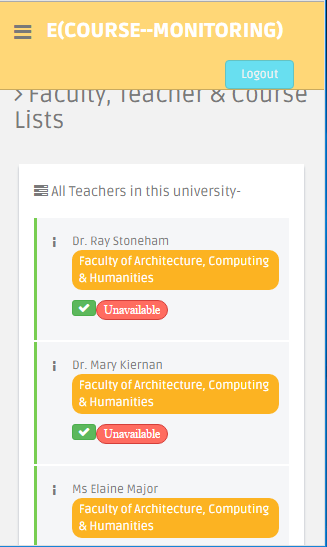 E(COURSE--MONITORING)
Logout
> Faculty, Teacher & Course
Lists
All Teachers in this university-
Dr. Ray Stoneham
Faculty of Architecture, Computing
& Humanities
Unavailable
Dr. Mary Kiernan
Faculty of Architecture, Computing
& Humanities
Unavailable
Ms Elaine Major
Faculty of Architecture, Computing
& Humanities